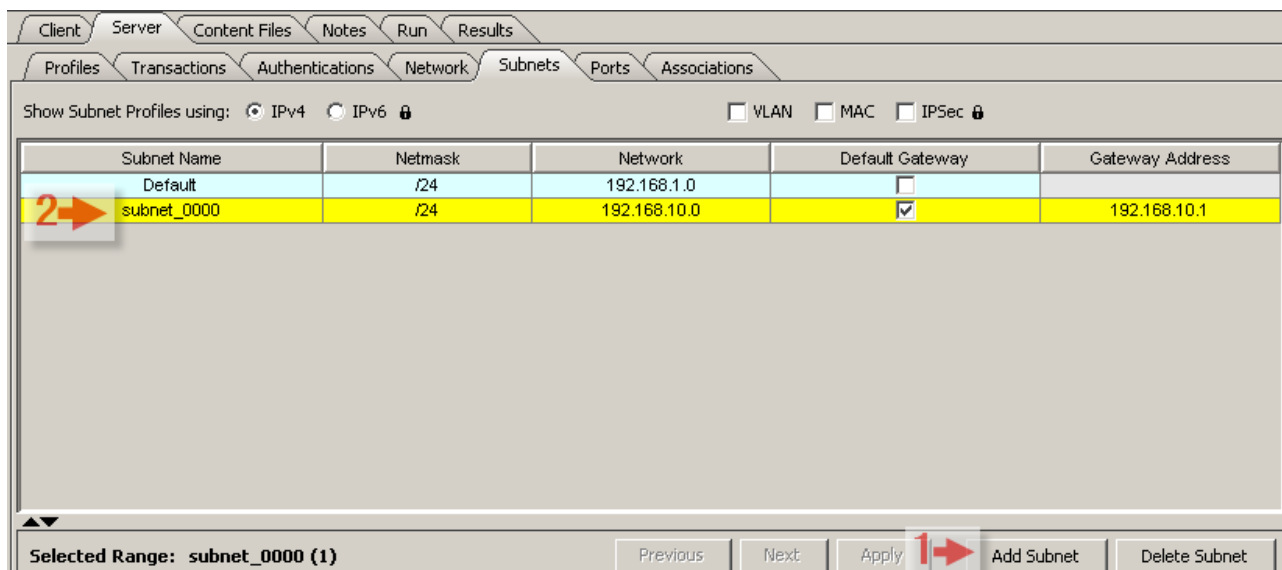 Client Server Content Files Notes Run Results
Profiles Transactions Authentications Network Subnets Ports Associations
Show Subnet Profiles using: IPv4 IPv6 VLAN MAC IPSec
Subnet Name Netmask Network Default Gateway Gateway Address
Default /24 192.168.1.0
2 subnet_0000 /24 192.168.10.0 192.168.10.1
Selected Range: subnet_0000 (1) Previous Next Apply 1 Add Subnet Delete Subnet